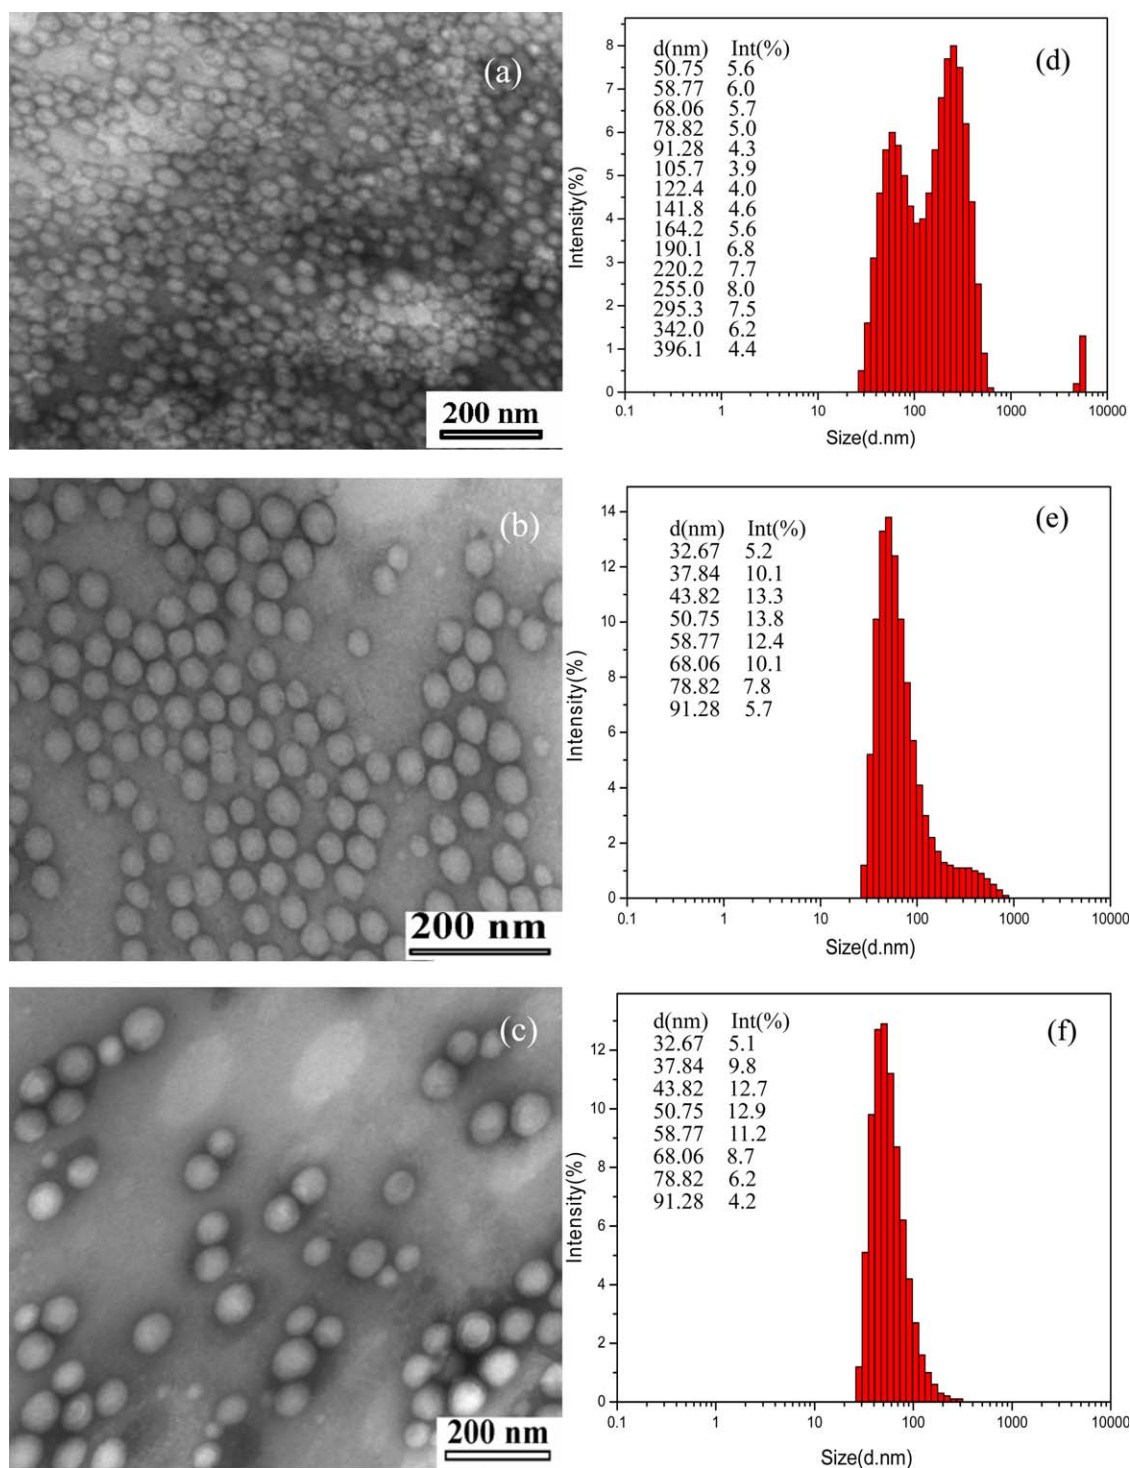 (a)
200 nm
(d)
d(nm) Int(%)
50.75 5.6
58.77 6.0
68.06 5.7
78.82 5.0
91.28 4.3
105.7 3.9
122.4 4.0
141.8 4.6
164.2 5.6
190.1 6.8
220.2 7.7
255.0 8.0
295.3 7.5
342.0 6.2
396.1 4.4
Intensity(%)
8
7
6
5
4
3
2
1
0
0.1 1 10 100 1000 10000
Size(d.nm)
(b)
200 nm
(e)
d(nm) Int(%)
32.67 5.2
37.84 10.1
43.82 13.3
50.75 13.8
58.77 12.4
68.06 10.1
78.82 7.8
91.28 5.7
Intensity(%)
14
12
10
8
6
4
2
0
0.1 1 10 100 1000 10000
Size(d.nm)
(c)
200 nm
(f)
d(nm) Int(%)
32.67 5.1
37.84 9.8
43.82 12.7
50.75 12.9
58.77 11.2
68.06 8.7
78.82 6.2
91.28 4.2
Intensity(%)
12
10
8
6
4
2
0
0.1 1 10 100 1000 10000
Size(d.nm)